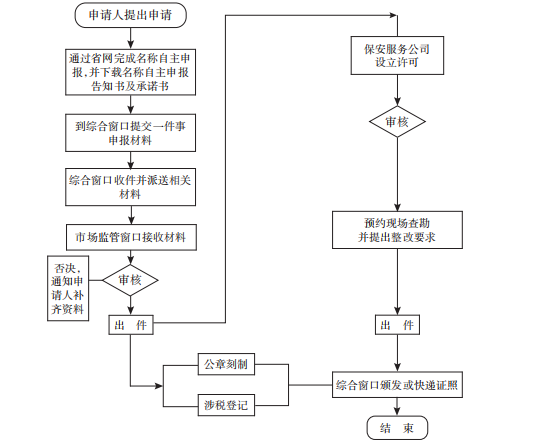 申请人提出申请
通过省网完成名称自主申
报，并下载名称自主申报
告知书及承诺书
到综合窗口提交一件事
申报材料
综合窗口收件并派送相关
材料
市场监管窗口接收材料
审核
否决，
通知申
请人补
齐资料
出 件
公章刻制
涉税登记
保安服务公司
设立许可
审核
预约现场查勘
并提出整改要求
出 件
综合窗口颁发或快递证照
结 束